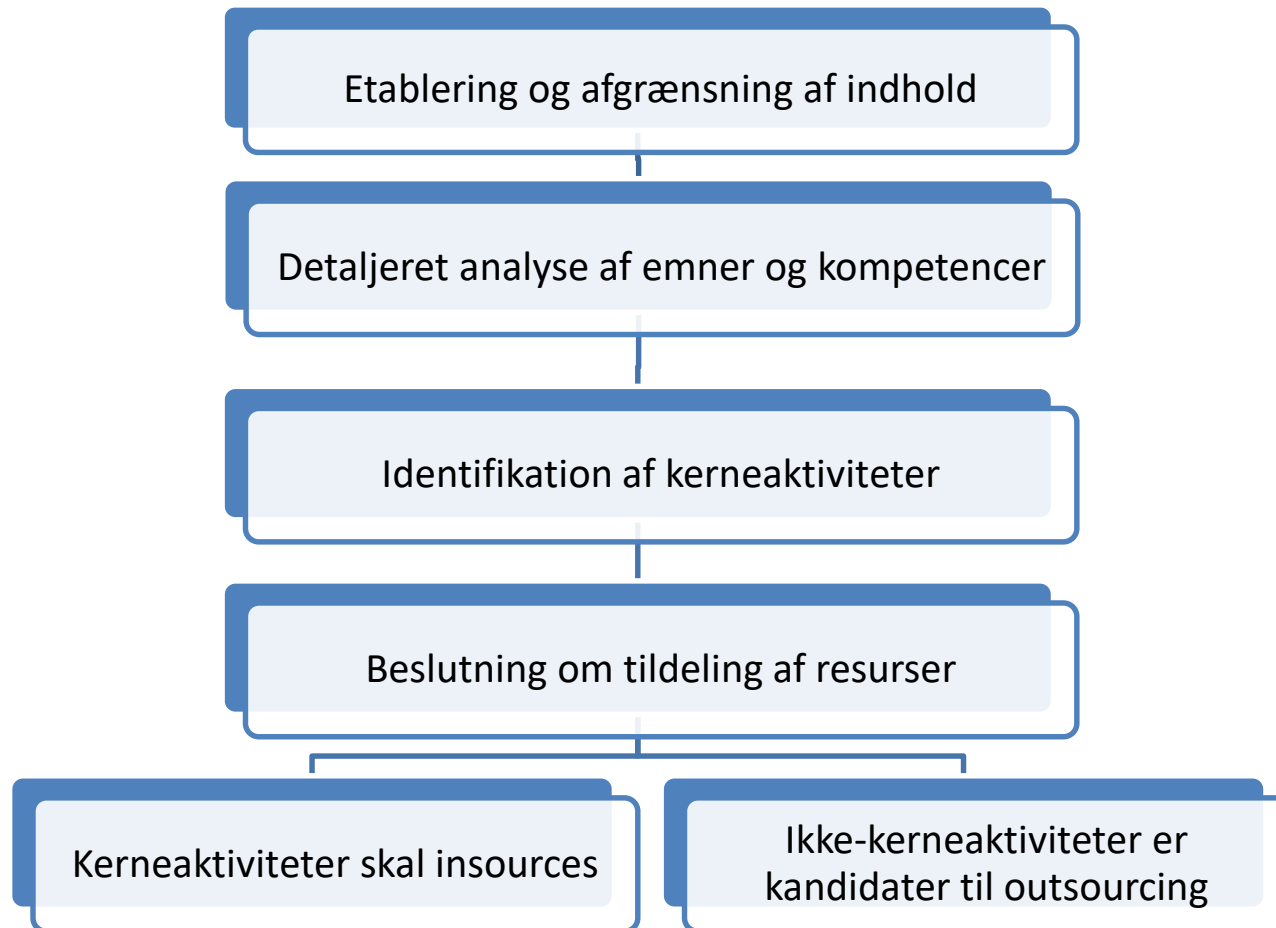 Etablering og afgrænsning af indhold
Detaljeret analyse af emner og kompetencer
Identifikation af kerneaktiviteter
Beslutning om tildeling af resurser
Kerneaktiviteter skal insources
Ikke-kerneaktiviteter er
kandidater til outsourcing